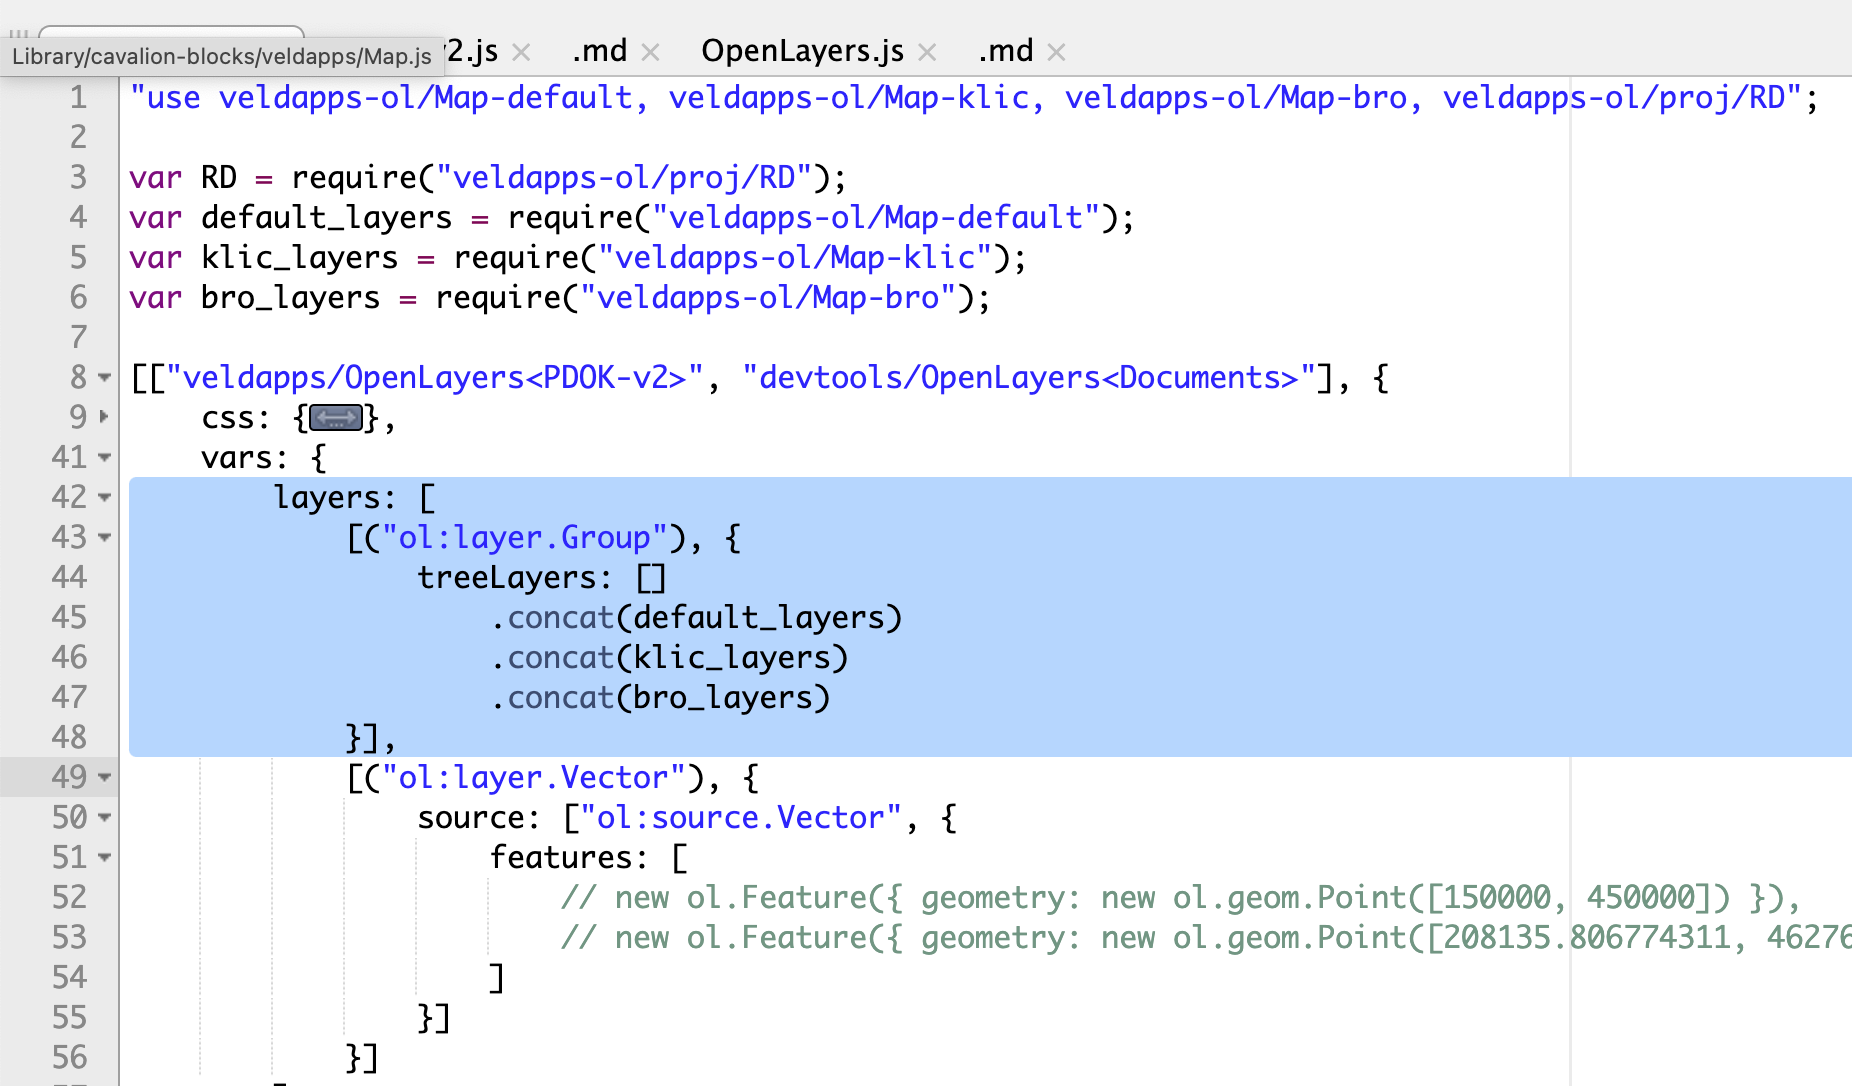 Library/cavalion-blocks/veldapps/Map.js
2.js × .md × OpenLayers.js × .md ×
1 "use veldapps-ol/Map-default, veldapps-ol/Map-klic, veldapps-ol/Map-bro, veldapps-ol/proj/RD";
2
3 var RD = require("veldapps-ol/proj/RD");
4 var default_layers = require("veldapps-ol/Map-default");
5 var klic_layers = require("veldapps-ol/Map-klic");
6 var bro_layers = require("veldapps-ol/Map-bro");
7
8 [["veldapps/OpenLayers<PDOK-v2>", "devtools/OpenLayers<Documents>"], {
9 css: {...},
41 vars: {
42 layers: [
43 [("ol:layer.Group"), {
44 treeLayers: []
45 .concat(default_layers)
46 .concat(klic_layers)
47 .concat(bro_layers)
48 }],
49 [("ol:layer.Vector"), {
50 source: ["ol:source.Vector", {
51 features: [
52 // new ol.Feature({ geometry: new ol.geom.Point([150000, 450000]) }),
53 // new ol.Feature({ geometry: new ol.geom.Point([208135.806774311, 46276
54 ]
55 }]
56 }]